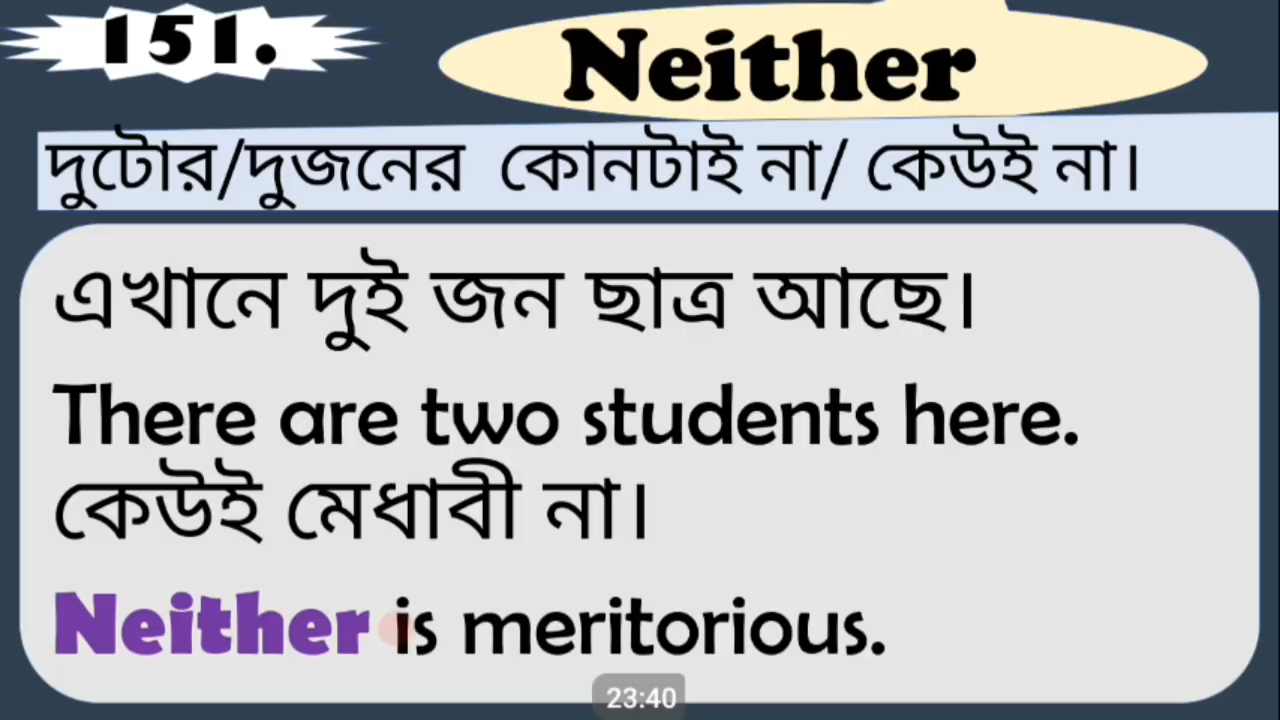 151.
Neither
দুটোর/দুজনের কোনটাই না/ কেউই না।
এখানে দুই জন ছাত্র আছে।
There are two students here.
কেউই মেধাবী না।
Neither is meritorious.
23:40